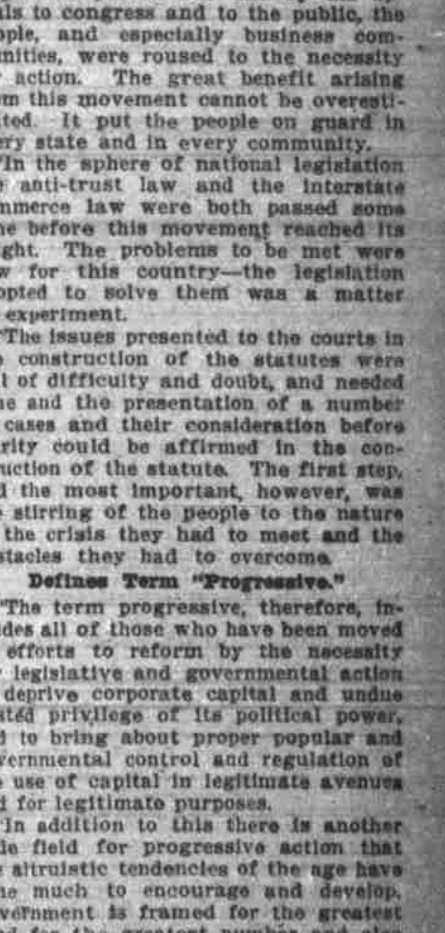 ls to congress and to the public, the
ople, and especially business com-
nities, were roused to the necessity
action. The great benefit arising
m this movement cannot be overesti-
ted. It put the people on guard in
ery state and in every community.
"In the sphere of national legislation
e anti-trust law and the interstate
mmerce law were both passed some
ne before this movement reached its
ght. The problems to be met were
w for this country—the legislation
opted to solve them was a matter
experiment.
"The issues presented to the courts in
e construction of the statutes were
l of difficulty and doubt, and needed
ne and the presentation of a number
cases and their consideration before
rity could be affirmed in the con-
uction of the statute. The first step,
d the most important, however, was
e stirring of the people to the nature
the crisis they had to meet and the
stacles they had to overcome.
Defines Term "Progressive."
"The term progressive, therefore, in-
des all of those who have been moved
efforts to reform by the necessity
legislative and governmental action
deprive corporate capital and undue
sted privilege of its political power,
d to bring about proper popular and
vernmental control and regulation of
e use of capital in legitimate avenues
d for legitimate purposes.
"In addition to this there is another
de field for progressive action that
e altruistic tendencies of the age have
ne much to encourage and develop.
vernment is framed for the greatest